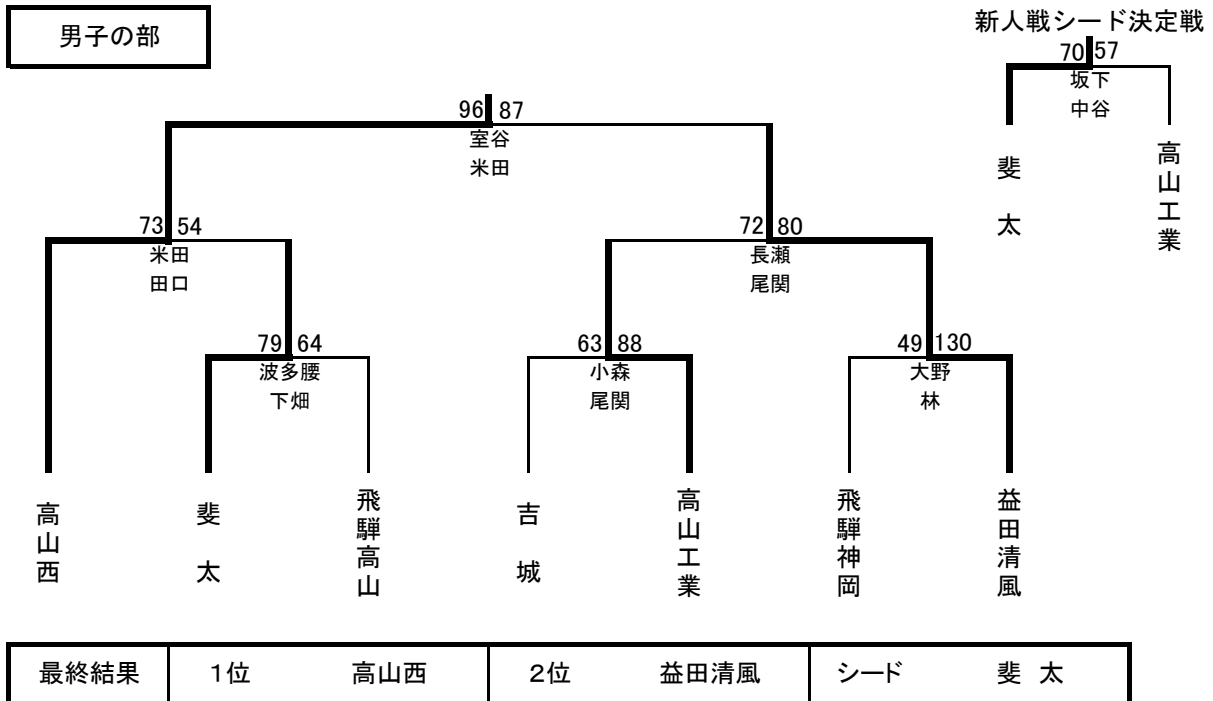 男子の部
新人戦シード決定戦
70 57
坂下
中谷
斐太
高山工業
96 87
室谷
米田
73 54
米田
田口
72 80
長瀬
尾関
79 64
波多腰
下畑
63 88
小森
尾関
49 130
大野
林
高山西
斐太
飛騨高山
吉城
高山工業
飛騨神岡
益田清風
最終結果 1位 高山西 2位 益田清風 シード 斐太